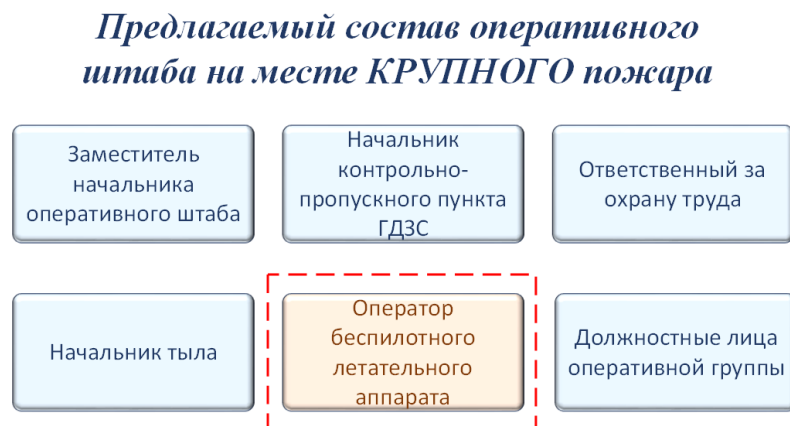 Предлагаемый состав оперативного
штаба на месте КРУПНОГО пожара
Заместитель
начальника
оперативного штаба
Начальник
контрольно-
пропускного пункта
ГДЗС
Ответственный за
охрану труда
Начальник тыла
Оператор
беспилотного
летательного
аппарата
Должностные лица
оперативной группы